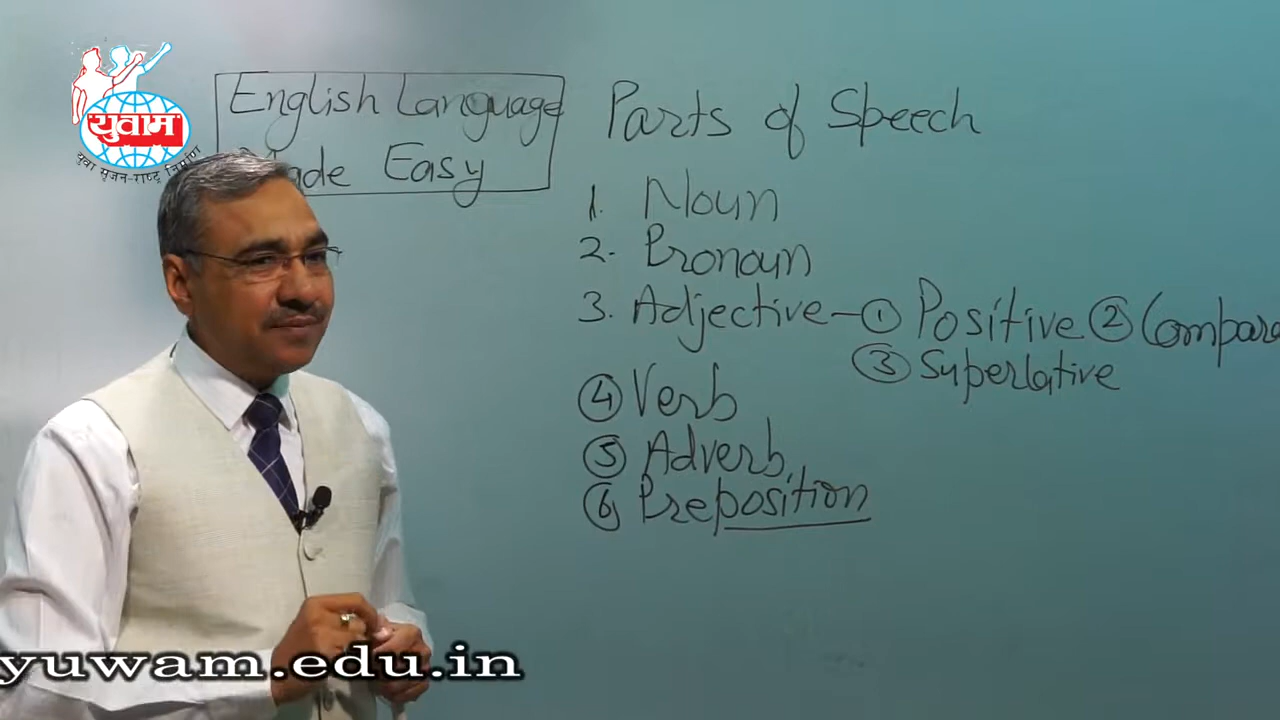 युवाम
युवा सृजन-राष्ट्र निर्माण
English Language
Made Easy
Parts of Speech
1. Noun
2. Pronoun
3. Adjective - ① Positive ② Compara
③ Superlative
④ Verb
⑤ Adverb
⑥ Preposition
yuwam.edu.in